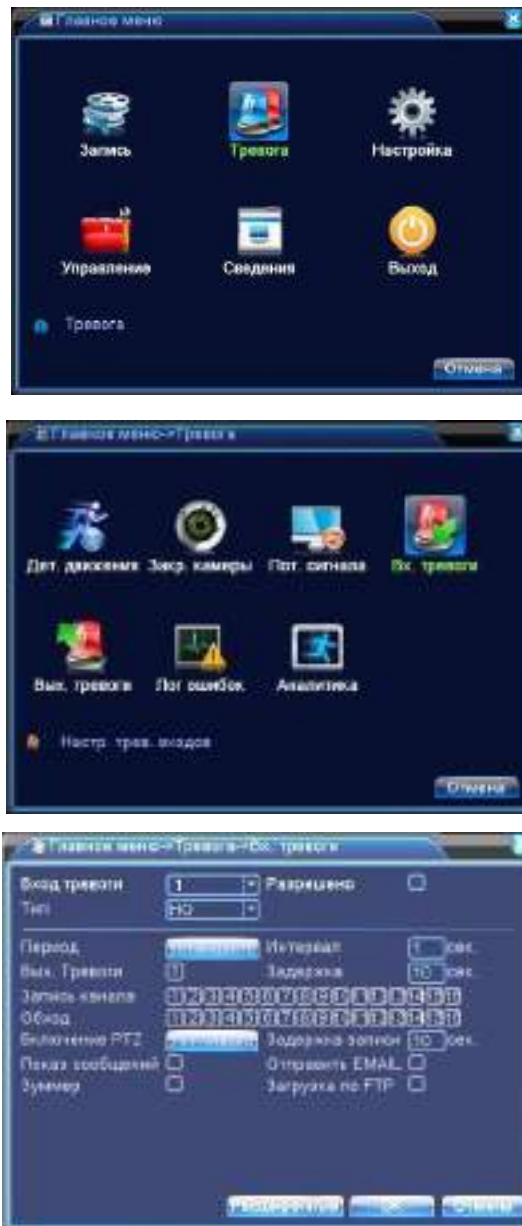 Главное меню
Запись Тревога Настройка
Управление Сведения Выход
Тревога
Отмена
Главное меню->Тревога
Дет. движения Закр. камеры Пот. сигнала Вх. тревоги
Вых. тревоги Лог ошибок Аналитика
Настр. трев. входов
Отмена
Главное меню->Тревога->Вх. тревоги
Вход тревоги 1 Разрешено
Тип НО
Период Интервал 1 сек.
Вых. Тревоги 1 Задержка 10 сек.
Запись канала
Обход
Включение PTZ Задержка записи 10 сек.
Показ сообщений Отправить EMAIL
Зуммер Загрузка по FTP
ОК Отмена